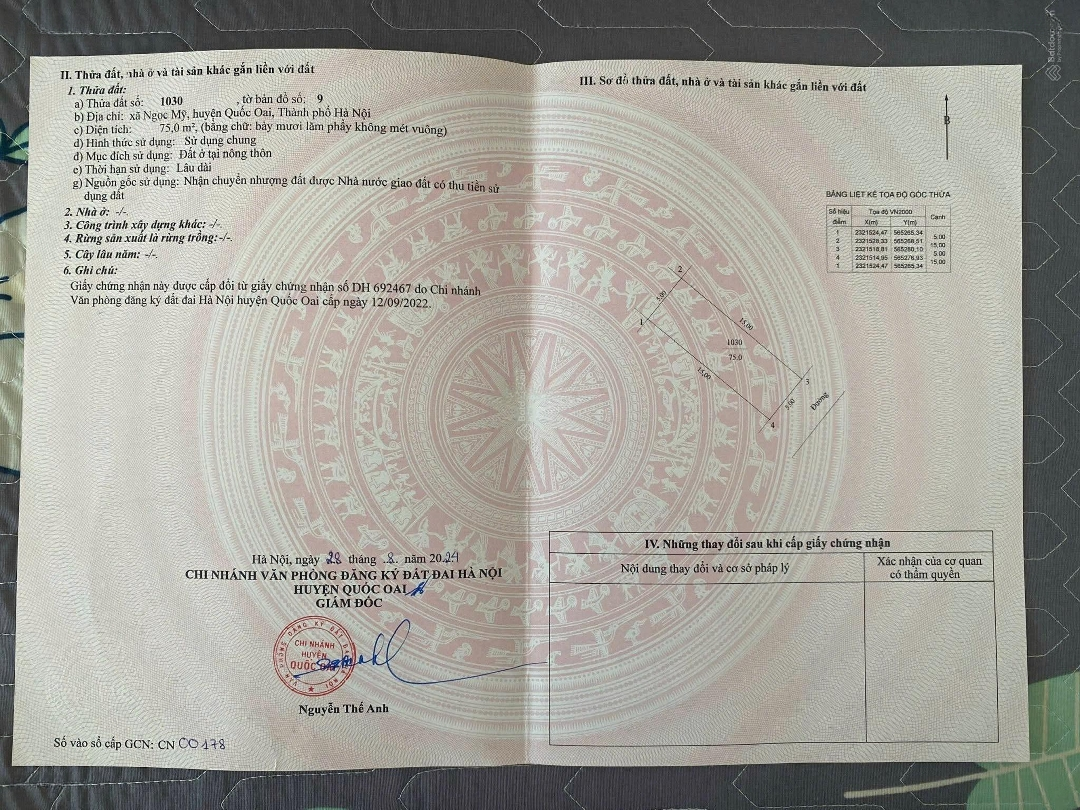 II. Thửa đất, nhà ở và tài sản khác gắn liền với đất
1. Thửa đất:
a) Thửa đất số: 1030 , tờ bản đồ số: 9
b) Địa chỉ: xã Ngọc Mỹ, huyện Quốc Oai, Thành phố Hà Nội
c) Diện tích: 75,0 m², (bằng chữ: bảy mươi lăm phẩy không mét vuông)
d) Hình thức sử dụng: Sử dụng chung
đ) Mục đích sử dụng: Đất ở tại nông thôn
e) Thời hạn sử dụng: Lâu dài
g) Nguồn gốc sử dụng: Nhận chuyển nhượng đất được Nhà nước giao đất có thu tiền sử
dụng đất
2. Nhà ở: -/-
3. Công trình xây dựng khác: -/-
4. Rừng sản xuất là rừng trồng:-/-.
5. Cây lâu năm: -/-.
6. Ghi chú:
Giấy chứng nhận này được cấp đổi từ giấy chứng nhận số DH 692467 do Chi nhánh
Văn phòng đăng ký đất đai Hà Nội huyện Quốc Oai cấp ngày 12/09/2022.
Hà Nội, ngày 28 tháng 8 năm 2024
CHI NHÁNH VĂN PHÒNG ĐĂNG KÝ ĐẤT ĐAI HÀ NỘI
HUYỆN QUỐC OAI
GIÁM ĐỐC
VĂN PHÒNG ĐĂNG KÝ ĐẤT ĐAI HÀ NỘI
CHI NHÁNH
HUYỆN
QUỐC OAI
Nguyễn Thế Anh
Số vào sổ cấp GCN: CN 00178
III. Sơ đồ thửa đất, nhà ở và tài sản khác gắn liền với đất
B
BẢNG LIỆT KÊ TỌA ĐỘ GÓC THỬA
Số hiệu điểm Tọa độ VN2000 Cạnh
X(m) Y(m)
1 2321524,47 565265,34
5.00
2 2321528,33 565268,51
15.00
3 2321518,81 565280,10
5.00
4 2321514,95 565276,93
15.00
1 2321524,47 565265,34
2
5,00
1
15,00
1030
75.0
15,00
3
5,00
Đường
4
IV. Những thay đổi sau khi cấp giấy chứng nhận
Nội dung thay đổi và cơ sở pháp lý
Xác nhận của cơ quan
có thẩm quyền